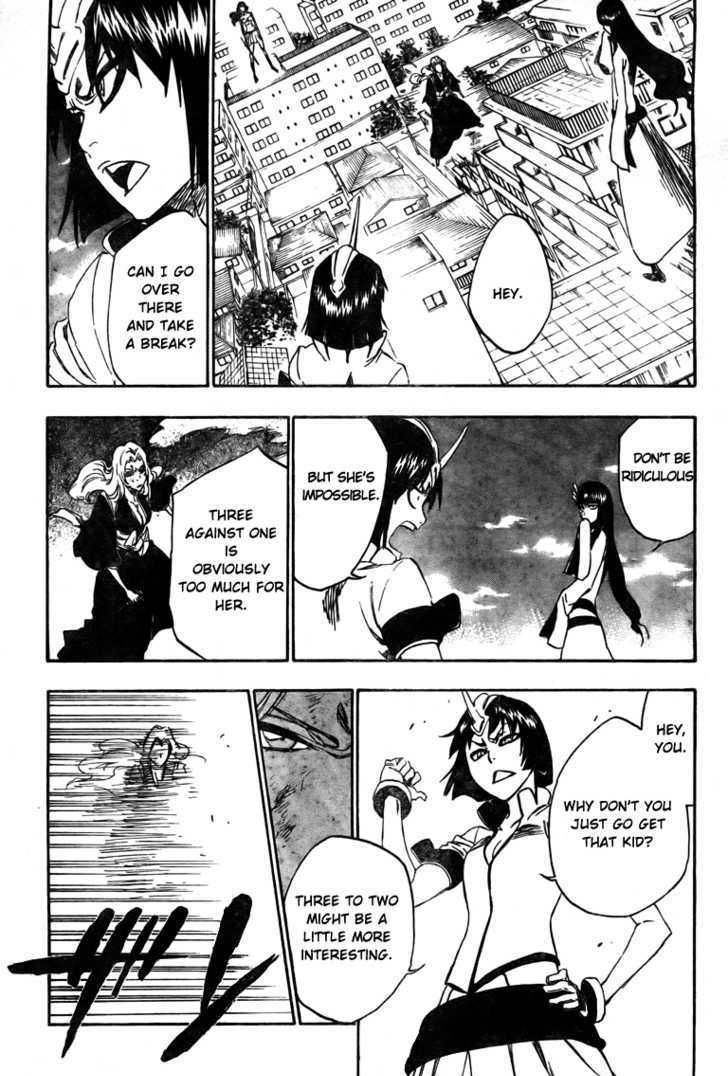 HEY.
CAN I GO
OVER
THERE
AND TAKE
A BREAK?
DON'T BE
RIDICULOUS
BUT SHE'S
IMPOSSIBLE.
THREE
AGAINST ONE
IS
OBVIOUSLY
TOO MUCH FOR
HER.
HEY,
YOU.
WHY DON'T YOU
JUST GO GET
THAT KID?
THREE TO TWO
MIGHT BE A
LITTLE MORE
INTERESTING.